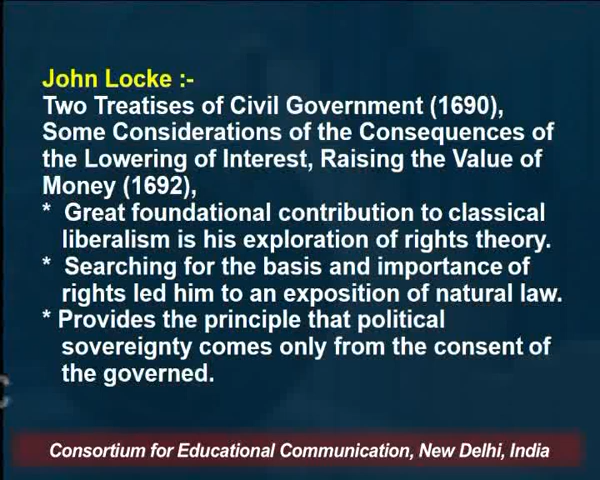 John Locke :-
Two Treatises of Civil Government (1690),
Some Considerations of the Consequences of
the Lowering of Interest, Raising the Value of
Money (1692),
* Great foundational contribution to classical
liberalism is his exploration of rights theory.
* Searching for the basis and importance of
rights led him to an exposition of natural law.
* Provides the principle that political
sovereignty comes only from the consent of
the governed.
C
Consortium for Educational Communication, New Delhi, India